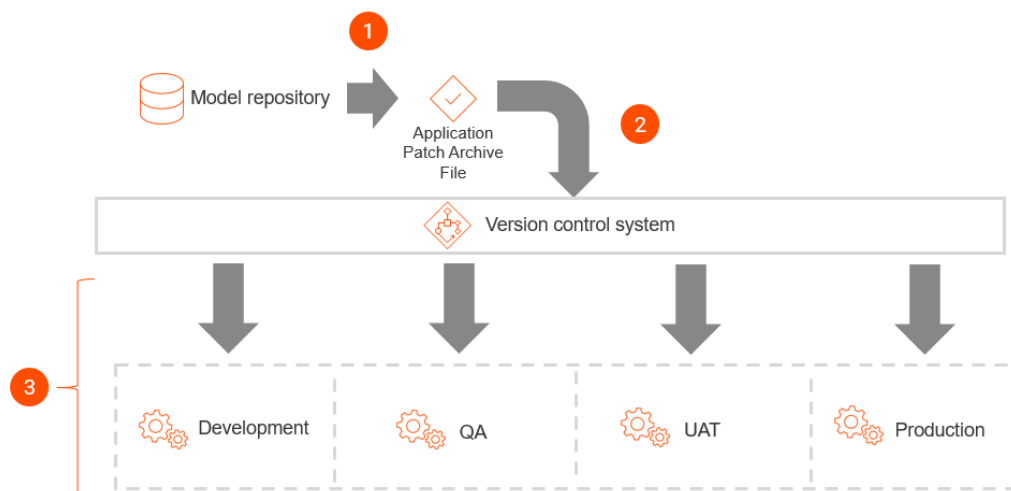 1
Model repository
Application
Patch Archive
File
2
Version control system
3
Development
QA
UAT
Production